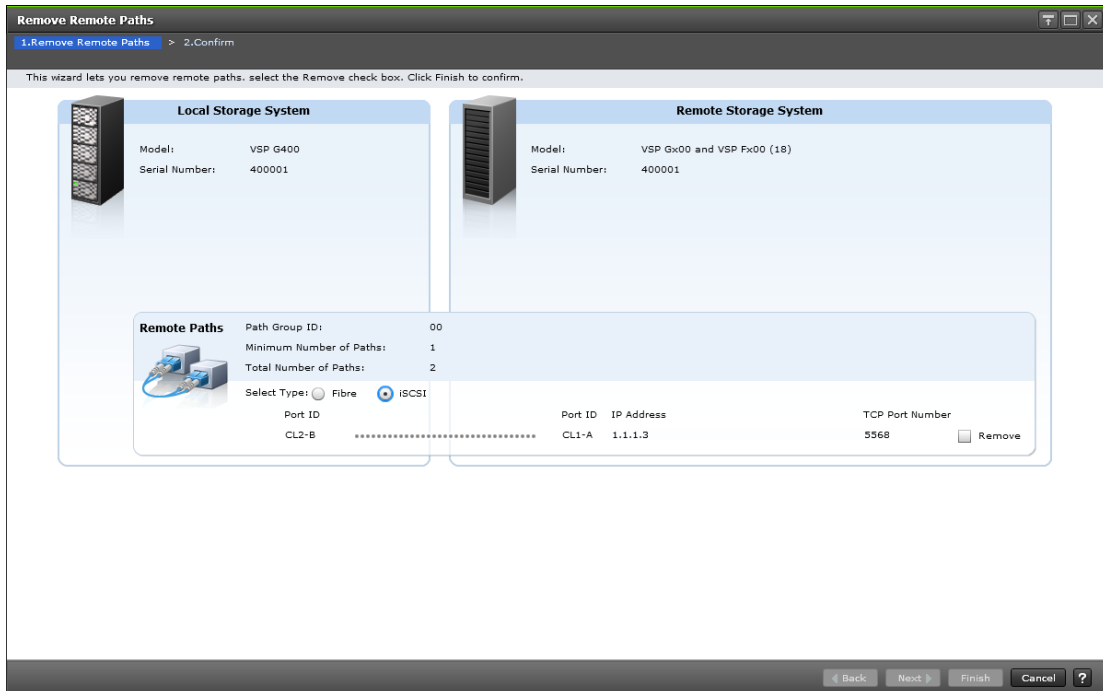 Remove Remote Paths
1.Remove Remote Paths > 2.Confirm
This wizard lets you remove remote paths. select the Remove check box. Click Finish to confirm.
Local Storage System
Remote Storage System
Model: VSP G400
Model: VSP Gx00 and VSP Fx00 (18)
Serial Number: 400001
Serial Number: 400001
Remote Paths
Path Group ID: 00
Minimum Number of Paths: 1
Total Number of Paths: 2
Select Type: Fibre iSCSI
Port ID Port ID IP Address TCP Port Number
CL2-B CL1-A 1.1.1.3 5568 Remove
Back Next Finish Cancel ?